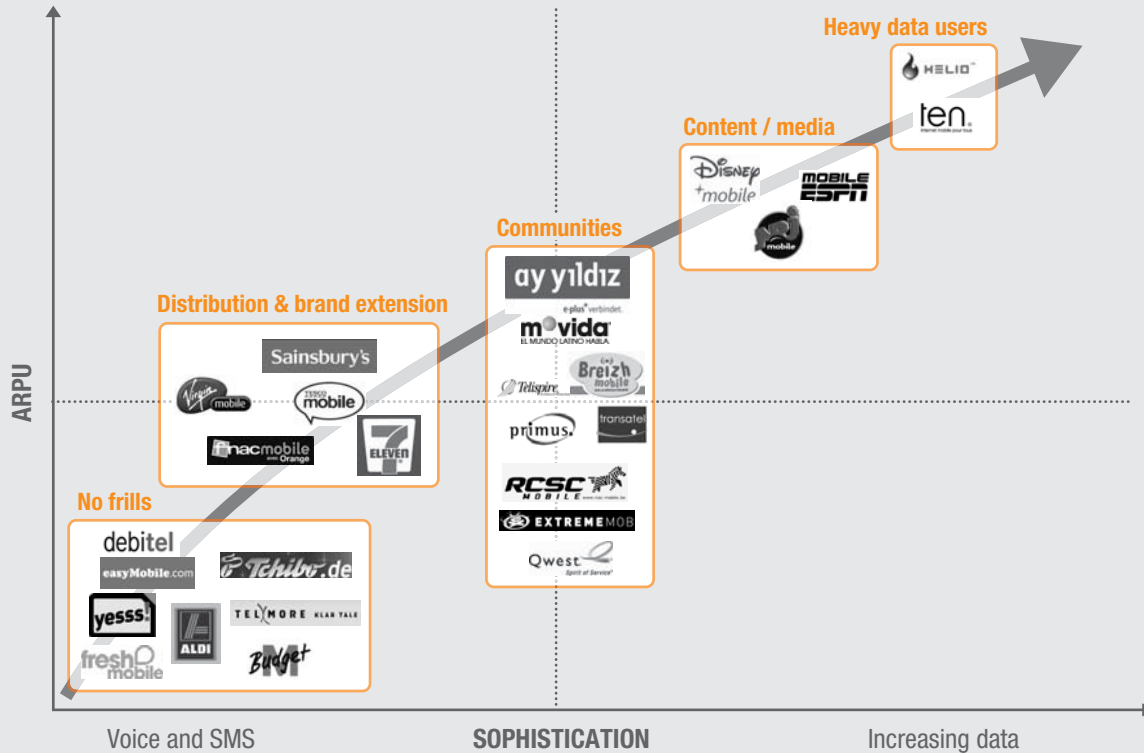 Heavy data users
HELIO™
ten.
internet mobile pour tous
Content / media
Disney
+mobile
MOBILE
ESPN
NRJ
mobile
Communities
ay yıldız
e-plus⁺ verbindet.
movida
EL MUNDO LATINO HABLA.
Breizh
mobile
Telispire
primus.
transatel
RCSC
MOBILE
EXTREMEMOB
Qwest
Spirit of Service®
Distribution & brand extension
Sainsbury's
Virgin
mobile
TESCO
mobile
fnacmobile
avec Orange
7
ELEVEN
No frills
debitel
easyMobile.com
Tchibo.de
yesss!
ALDI
TELMORE KLAR TALE
fresh
mobile
M
Budget
ARPU
Voice and SMS
SOPHISTICATION
Increasing data